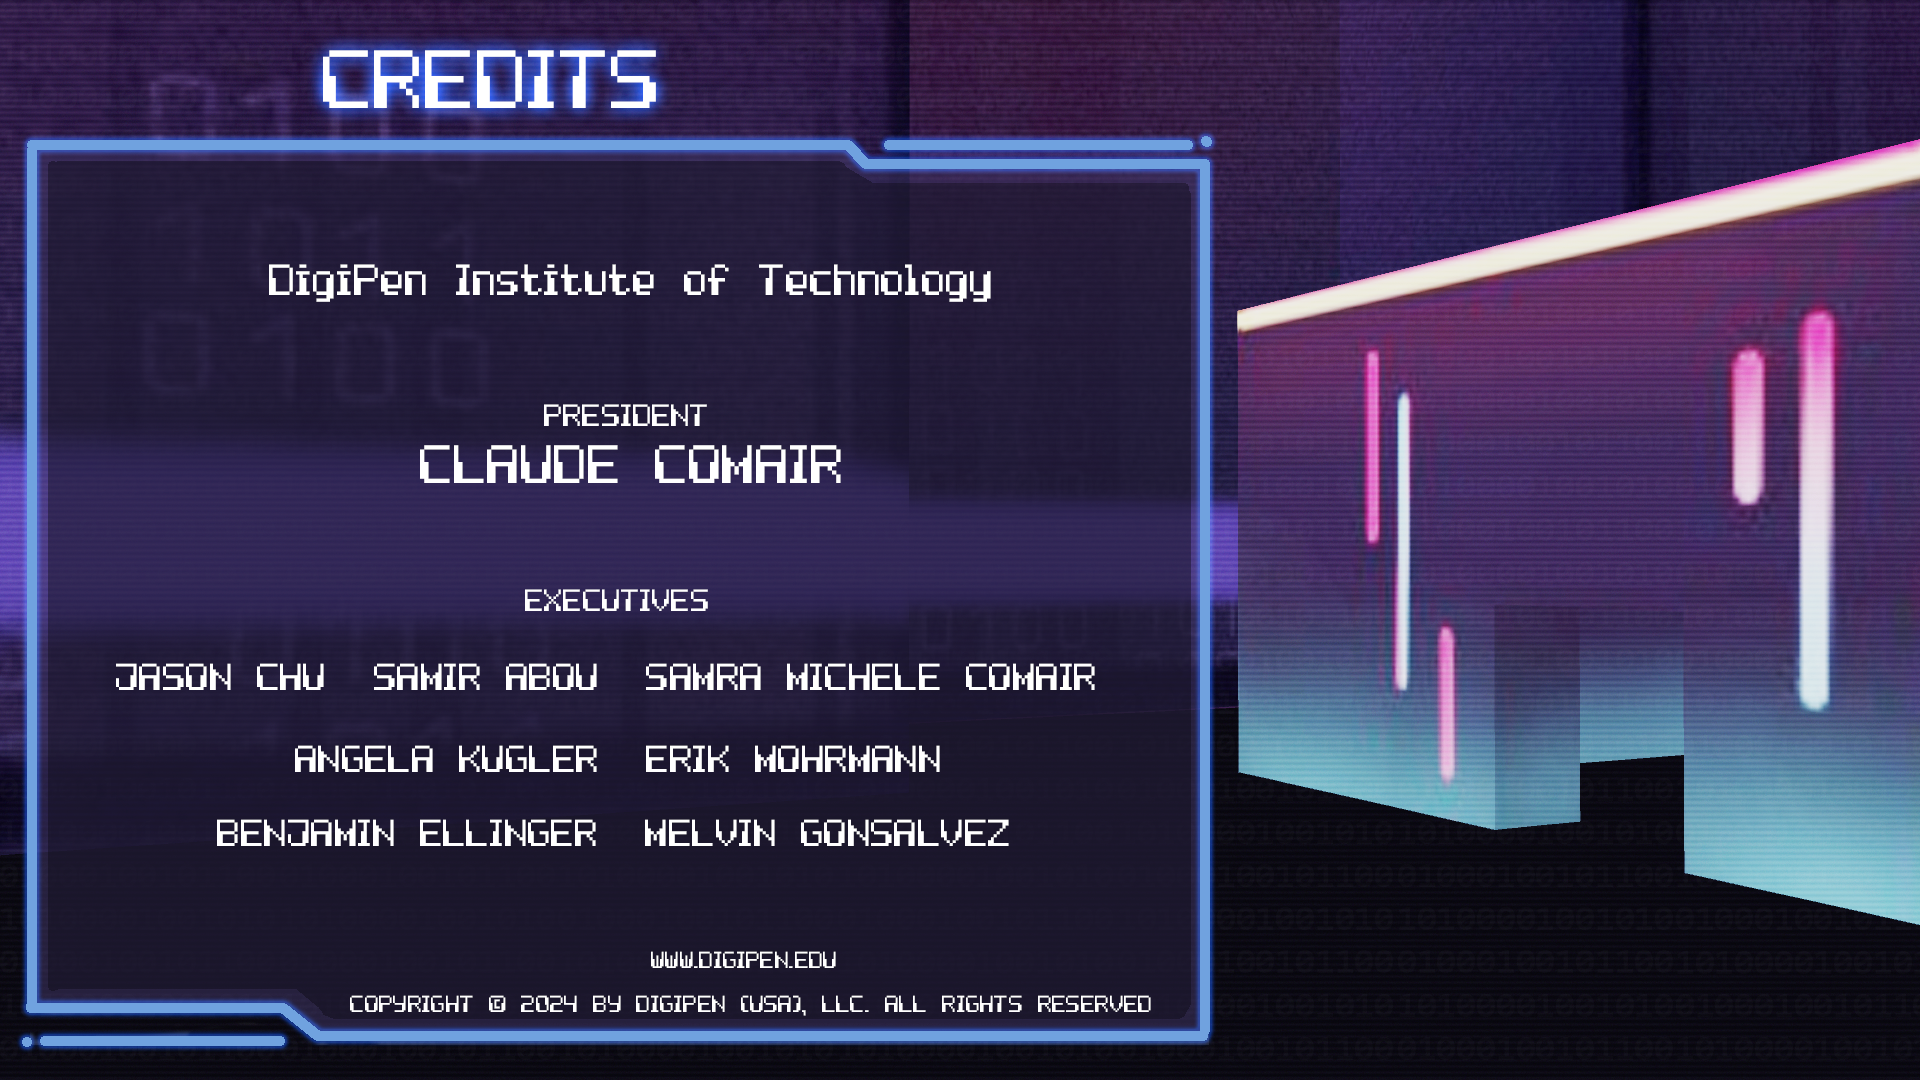 CREDITS
DigiPen Institute of Technology
PRESIDENT
CLAUDE COMAIR
EXECUTIVES
JASON CHU SAMIR ABOU SAMRA MICHELE COMAIR
ANGELA KUGLER ERIK MOHRMANN
BENJAMIN ELLINGER MELVIN GONSALVEZ
WWW.DIGIPEN.EDU
COPYRIGHT © 2024 BY DIGIPEN (USA), LLC. ALL RIGHTS RESERVED